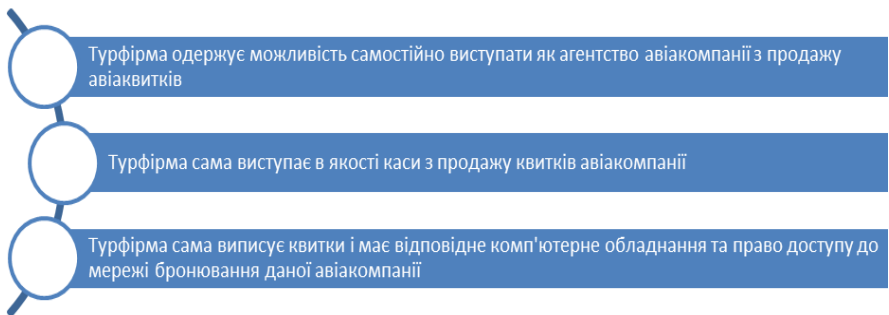 Турфірма одержує можливість самостійно виступати як агентство авіакомпанії з продажу
авіаквитків
Турфірма сама виступає в якості каси з продажу квитків авіакомпанії
Турфірма сама виписує квитки і має відповідне комп'ютерне обладнання та право доступу до
мережі бронювання даної авіакомпанії